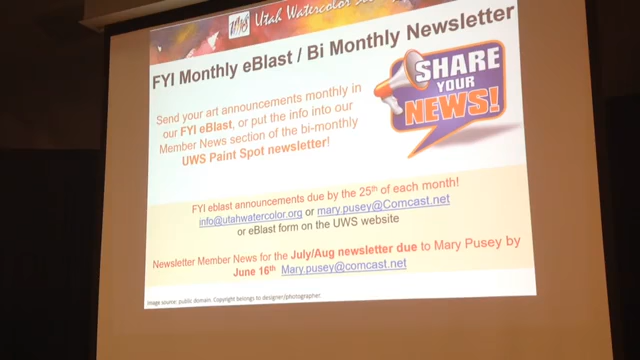 UWS Utah Watercolor
FYI Monthly eBlast / Bi Monthly Newsletter
Send your art announcements monthly in
our FYI eBlast, or put the info into our
Member News section of the bi-monthly
UWS Paint Spot newsletter!
SHARE
YOUR
NEWS!
FYI eblast announcements due by the 25th of each month!
info@utahwatercolor.org or mary.pusey@Comcast.net
or eBlast form on the UWS website
Newsletter Member News for the July/Aug newsletter due to Mary Pusey by
June 16th Mary.pusey@comcast.net
Image source: public domain. Copyright belongs to designer/photographer.